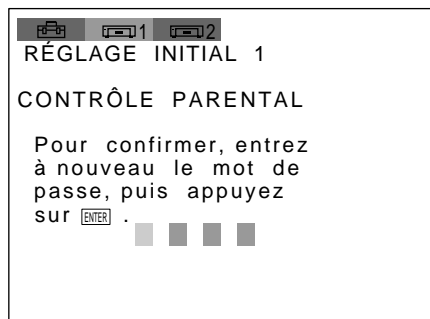 1 2
RÉGLAGE INITIAL 1
CONTRÔLE PARENTAL
Pour confirmer, entrez
à nouveau le mot de
passe, puis appuyez
sur ENTER .